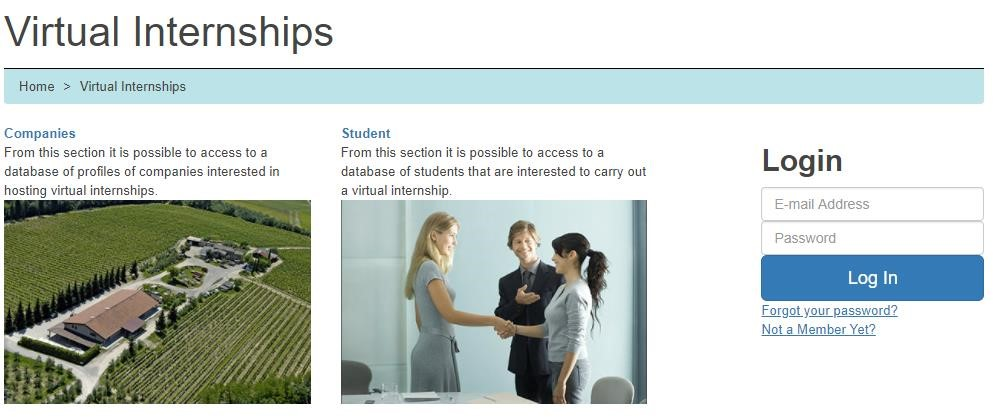 Virtual Internships
Home > Virtual Internships
Companies
From this section it is possible to access to a
database of profiles of companies interested in
hosting virtual internships.
Student
From this section it is possible to access to a
database of students that are interested to carry out
a virtual internship.
Login
E-mail Address
Password
Log In
Forgot your password?
Not a Member Yet?